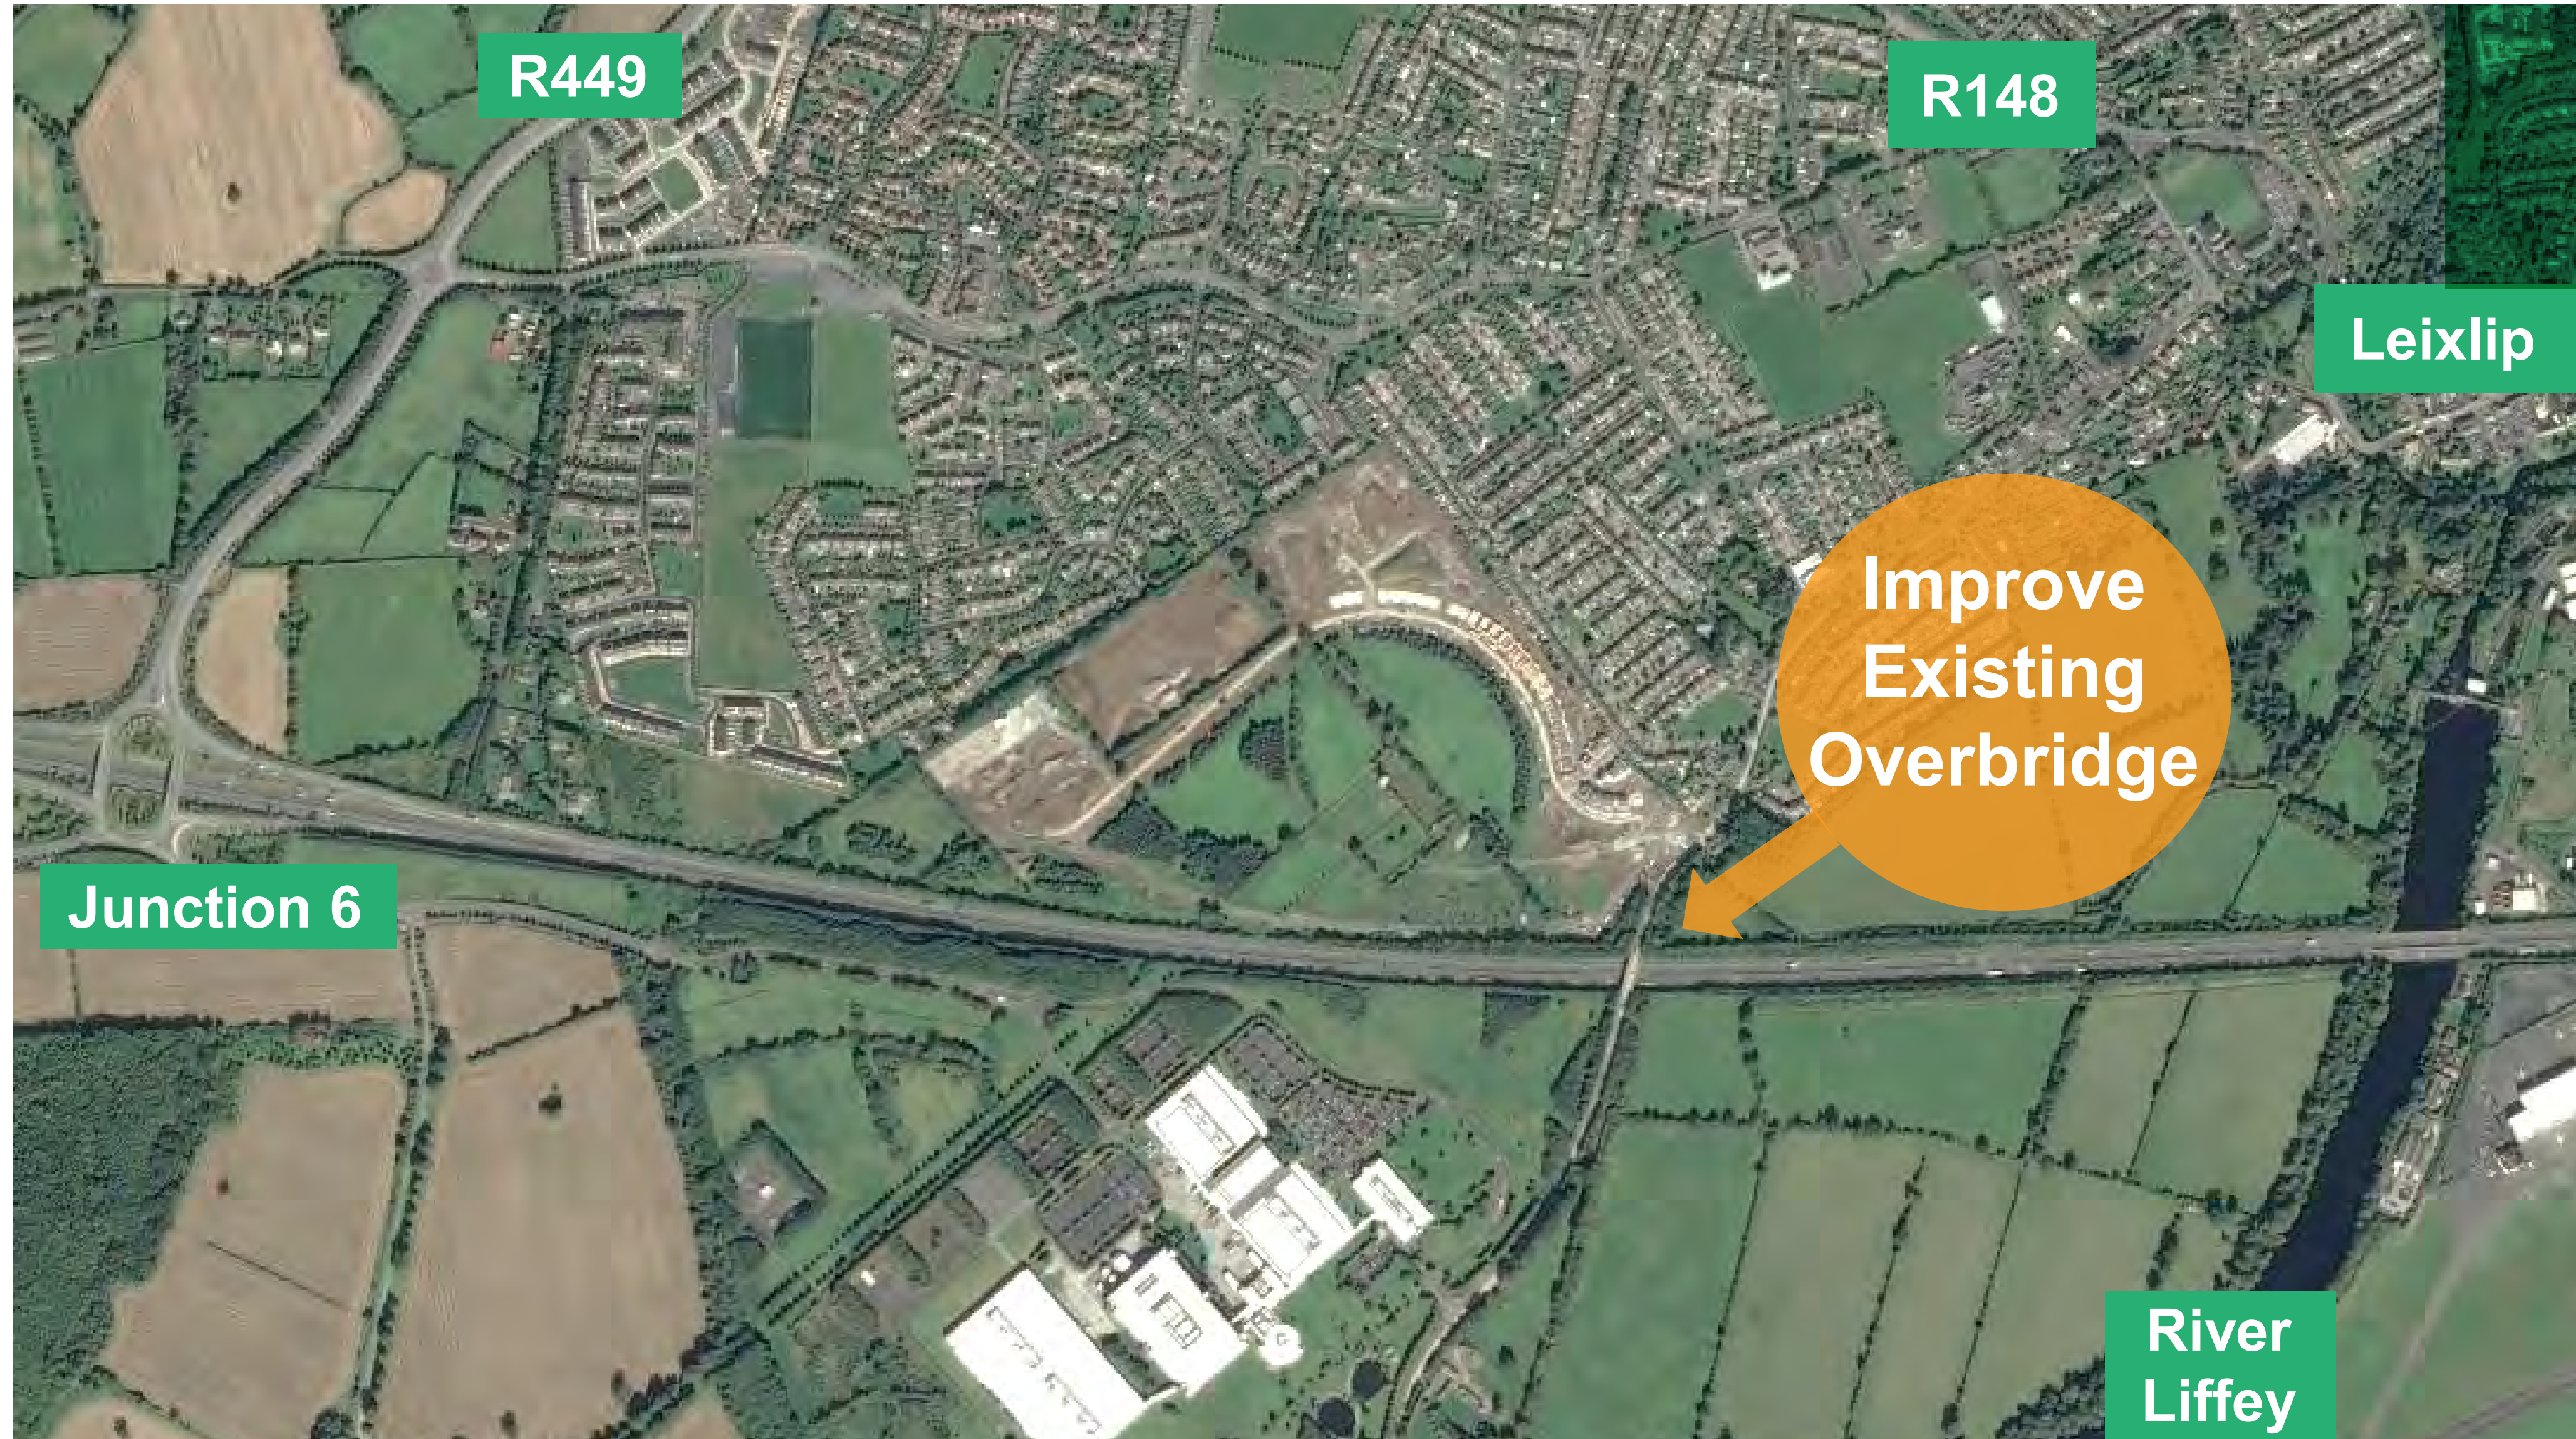 R449
R148
Leixlip
Improve
Existing
Overbridge
Junction 6
River
Liffey